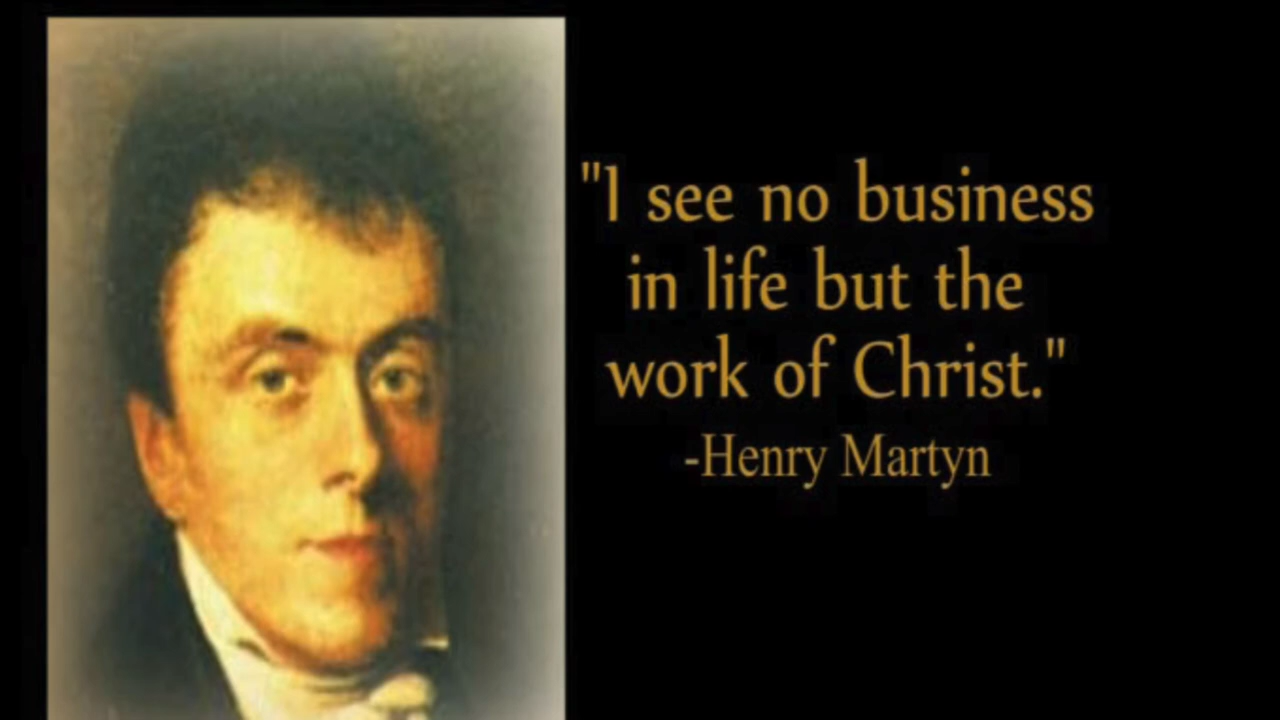 "I see no business
in life but the
work of Christ."
-Henry Martyn